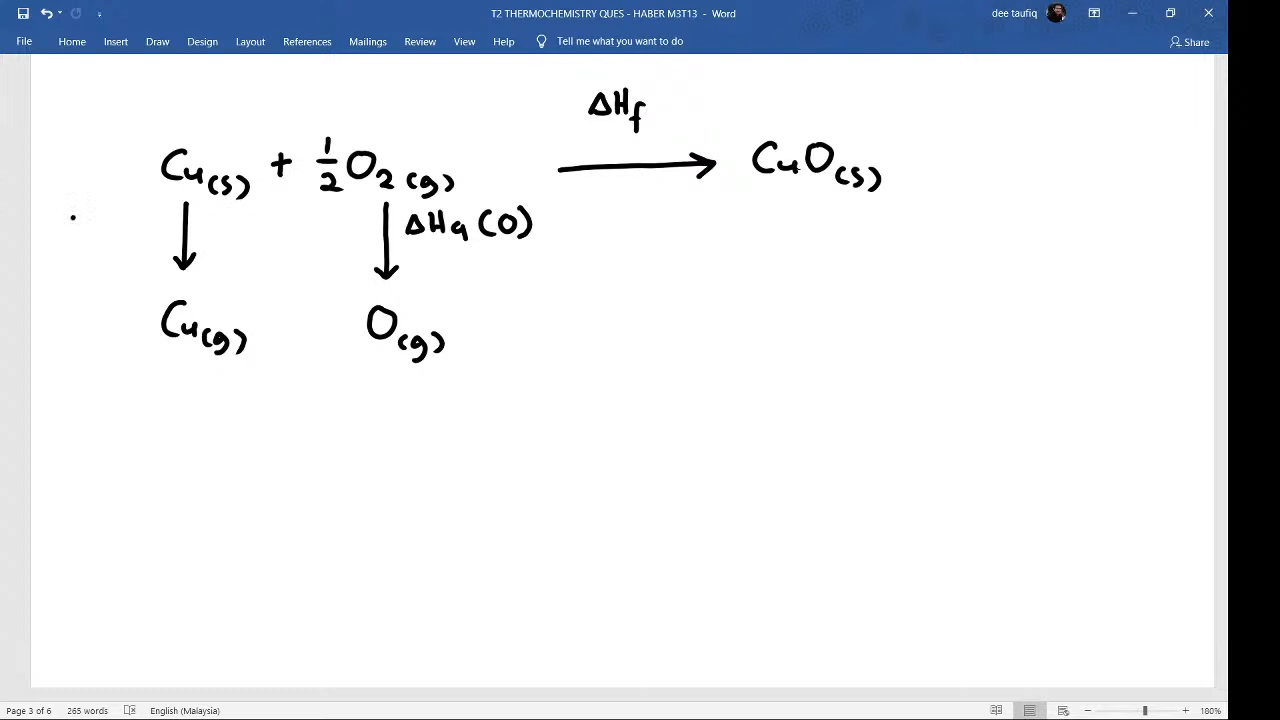 T2 THERMOCHEMISTRY QUES - HABER M3T13 - Word
dee taufiq
File Home Insert Draw Design Layout References Mailings Review View Help Tell me what you want to do Share
ΔHf
Cu(s) + 1/2 O2(g) → CuO(s)
ΔHa (O)
Cu(g) O(g)
Page 3 of 6 265 words English (Malaysia) 180%